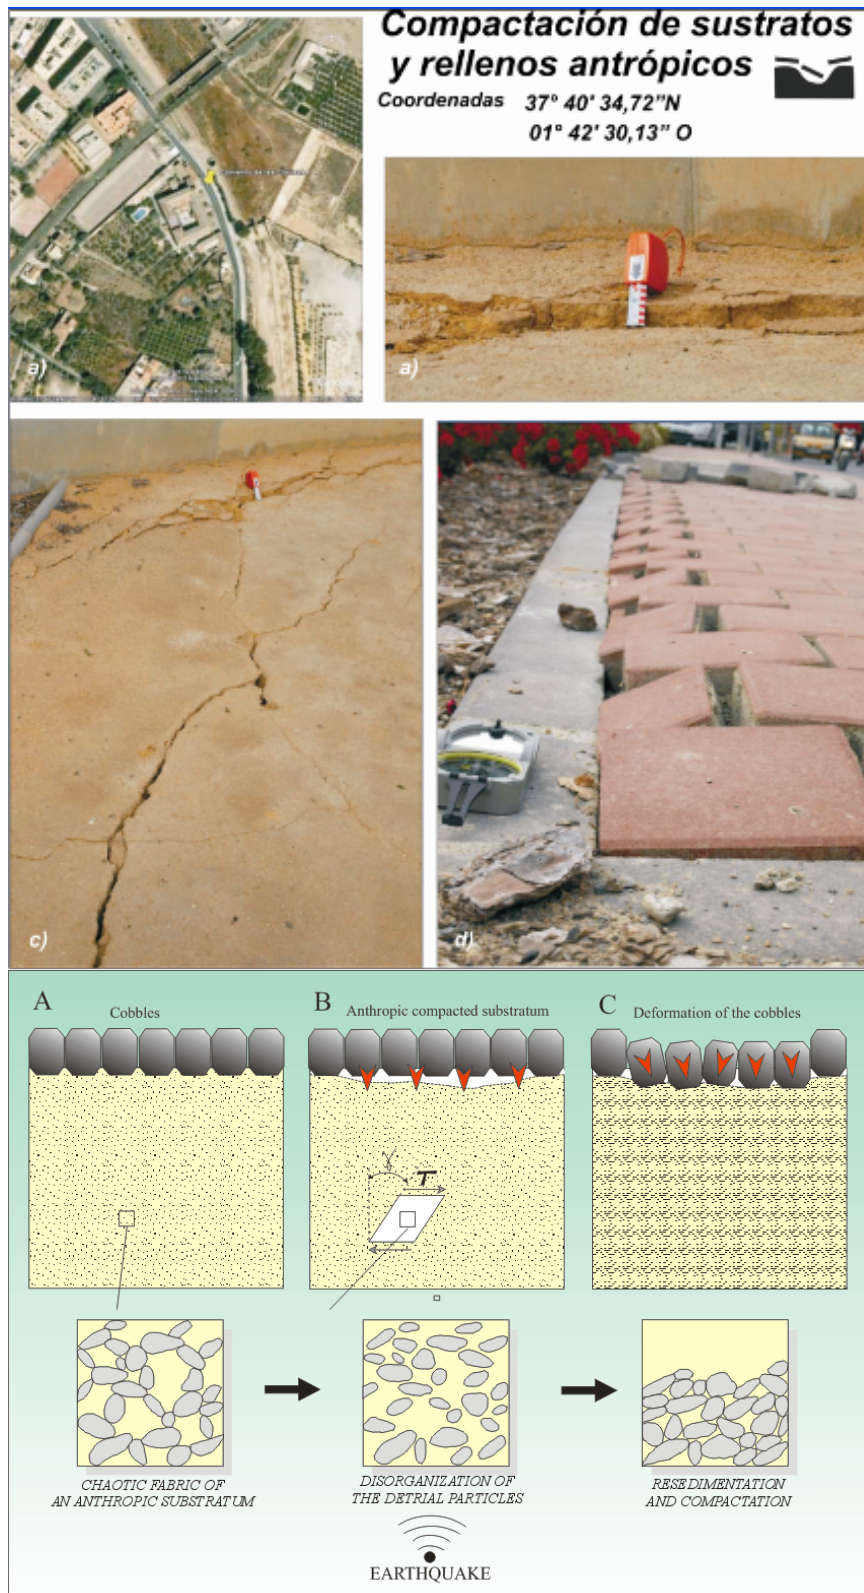 Compactación de sustratos
y rellenos antrópicos
Coordenadas 37° 40' 34,72”N
01° 42' 30,13” O
a)
a)
c)
d)
A
Cobbles
B
Anthropic compacted substratum
C
Deformation of the cobbles
γ
T
CHAOTIC FABRIC OF
AN ANTHROPIC SUBSTRATUM
DISORGANIZATION OF
THE DETRIAL PARTICLES
RESEDIMENTATION
AND COMPACTATION
EARTHQUAKE